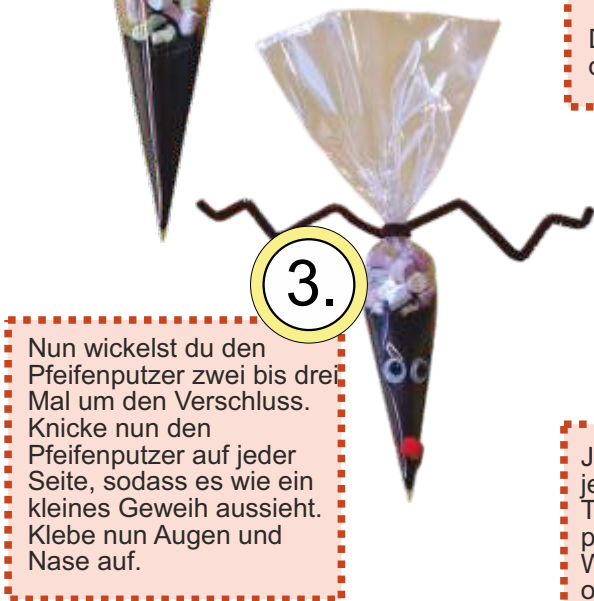 3.
Nun wickelst du den
Pfeifenputzer zwei bis drei
Mal um den Verschluss.
Knicke nun den
Pfeifenputzer auf jeder
Seite, sodass es wie ein
kleines Geweih aussieht.
Klebe nun Augen und
Nase auf.